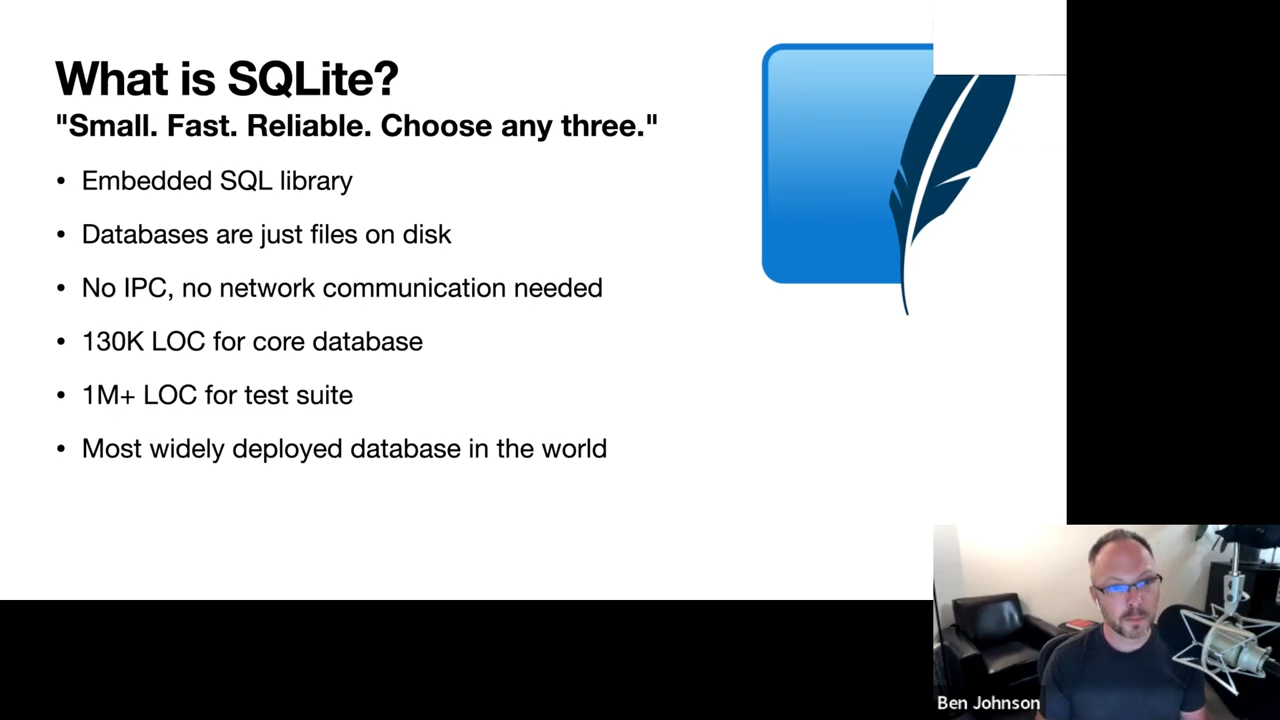 What is SQLite?
"Small. Fast. Reliable. Choose any three."
• Embedded SQL library
• Databases are just files on disk
• No IPC, no network communication needed
• 130K LOC for core database
• 1M+ LOC for test suite
• Most widely deployed database in the world
Ben Johnson